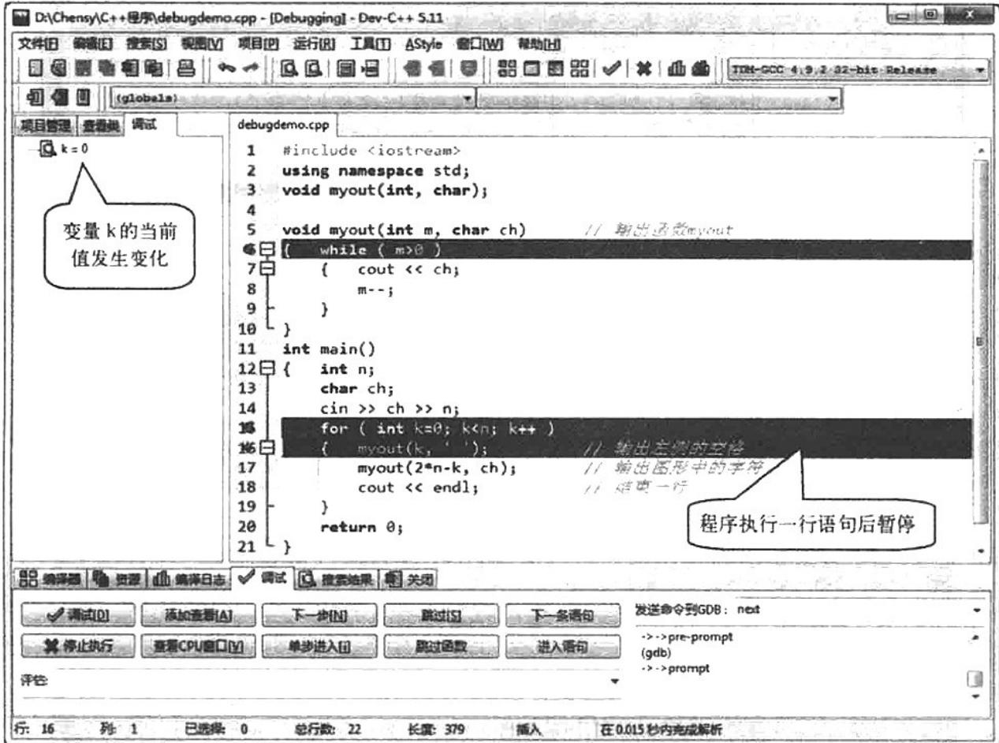 D:\Chensy\C++程序\debugdemo.cpp - [Debugging] - Dev-C++ 5.11
文件[F] 编辑[E] 搜索[S] 视图[V] 项目[P] 运行[R] 工具[T] AStyle 窗口[W] 帮助[H]
TDM-GCC 4.9.2 32-bit Release
(globals)
项目管理 查看类 调试
debugdemo.cpp
k = 0
变量 k的当前
值发生变化
1 #include <iostream>
2 using namespace std;
3 void myout(int, char);
4
5 void myout(int m, char ch) // 输出函数myout
6 { while ( m>0 )
7 { cout << ch;
8 m--;
9 }
10 }
11 int main()
12 { int n;
13 char ch;
14 cin >> ch >> n;
15 for ( int k=0; k<n; k++ )
16 { myout(k, ' '); // 输出左侧的空格
17 myout(2*n-k, ch); // 输出图形中的字符
18 cout << endl; // 结束一行
19 }
20 return 0;
21 }
程序执行一行语句后暂停
编译器 资源 编译日志 调试 搜索结果 关闭
调试[D] 添加查看[A] 下一步[N] 跳过[S] 下一条语句 发送命令到GDB: next
停止执行 查看CPU窗口[V] 单步进入[I] 跳过函数 进入语句
->->pre-prompt
(gdb)
->->prompt
评估:
行: 16 列: 1 已选择: 0 总行数: 22 长度: 379 插入 在 0.015 秒内完成解析